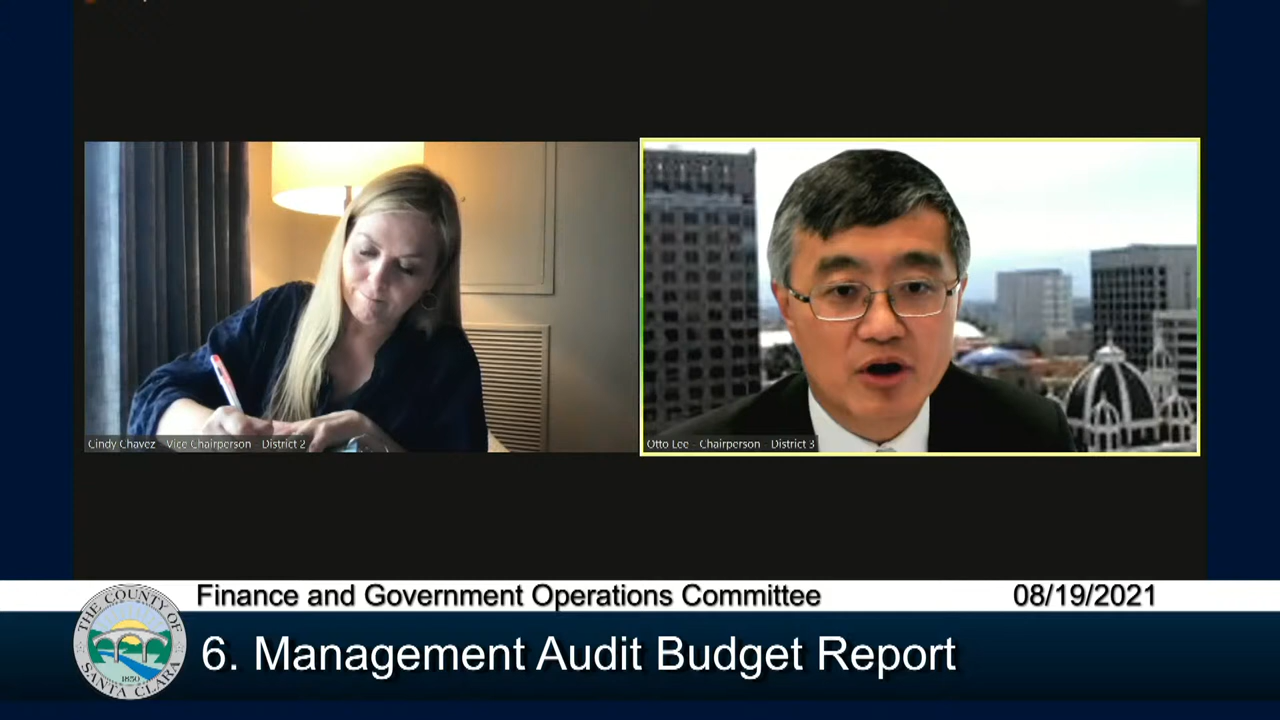 Cindy Chavez - Vice Chairperson - District 2
Otto Lee - Chairperson - District 3
Finance and Government Operations Committee
08/19/2021
THE COUNTY OF
SANTA CLARA
1850
6. Management Audit Budget Report